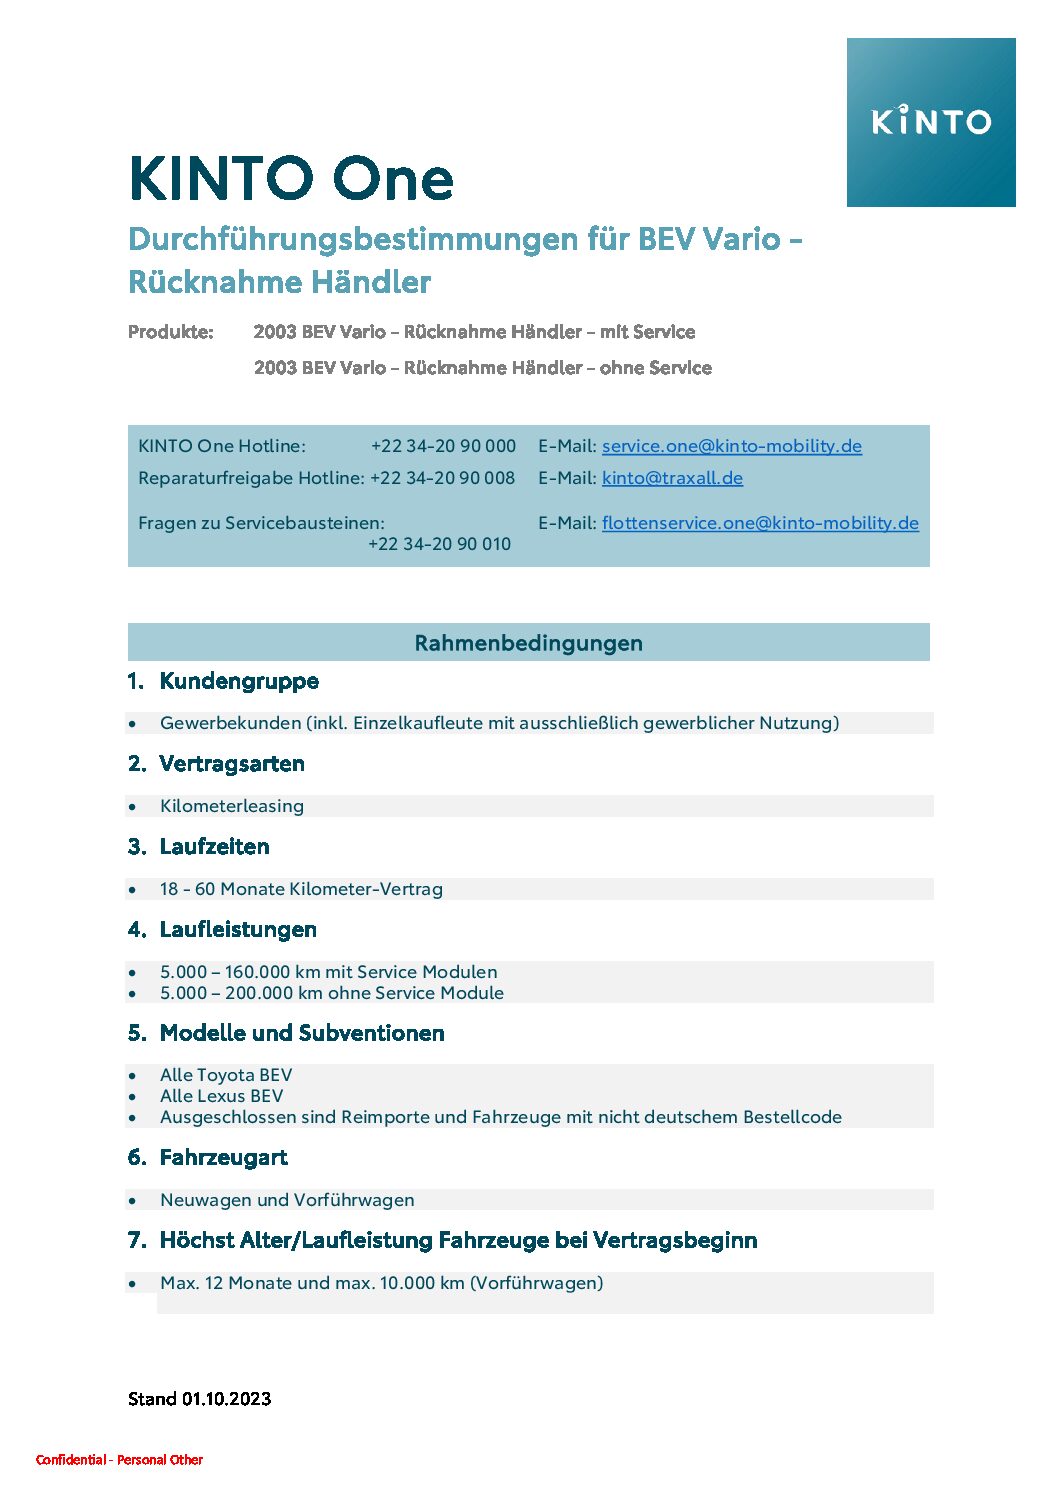 KINTO
KINTO One
Durchführungsbestimmungen für BEV Vario –
Rücknahme Händler
Produkte: 2003 BEV Vario – Rücknahme Händler – mit Service
2003 BEV Vario – Rücknahme Händler – ohne Service
KINTO One Hotline: +22 34-20 90 000 E-Mail: service.one@kinto-mobility.de
Reparaturfreigabe Hotline: +22 34-20 90 008 E-Mail: kinto@traxall.de
Fragen zu Servicebausteinen: E-Mail: flottenservice.one@kinto-mobility.de
+22 34-20 90 010
Rahmenbedingungen
1. Kundengruppe
• Gewerbekunden (inkl. Einzelkaufleute mit ausschließlich gewerblicher Nutzung)
2. Vertragsarten
• Kilometerleasing
3. Laufzeiten
• 18 - 60 Monate Kilometer-Vertrag
4. Laufleistungen
• 5.000 – 160.000 km mit Service Modulen
• 5.000 – 200.000 km ohne Service Module
5. Modelle und Subventionen
• Alle Toyota BEV
• Alle Lexus BEV
• Ausgeschlossen sind Reimporte und Fahrzeuge mit nicht deutschem Bestellcode
6. Fahrzeugart
• Neuwagen und Vorführwagen
7. Höchst Alter/Laufleistung Fahrzeuge bei Vertragsbeginn
• Max. 12 Monate und max. 10.000 km (Vorführwagen)
Stand 01.10.2023
Confidential - Personal Other